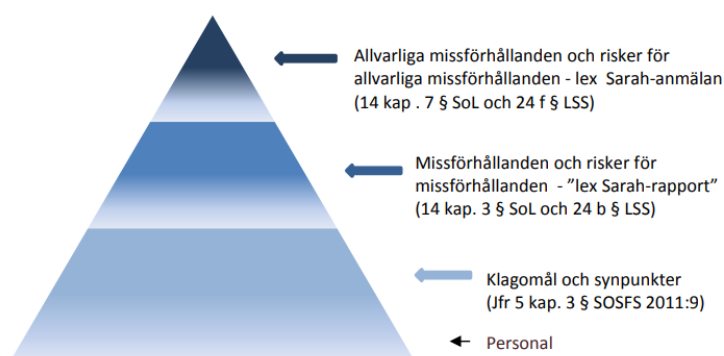 Allvarliga missförhållanden och risker för
allvarliga missförhållanden - lex Sarah-anmälan
(14 kap . 7 § SoL och 24 f § LSS)
Missförhållanden och risker för
missförhållanden - ”lex Sarah-rapport”
(14 kap. 3 § SoL och 24 b § LSS)
Klagomål och synpunkter
(Jfr 5 kap. 3 § SOSFS 2011:9)
Personal